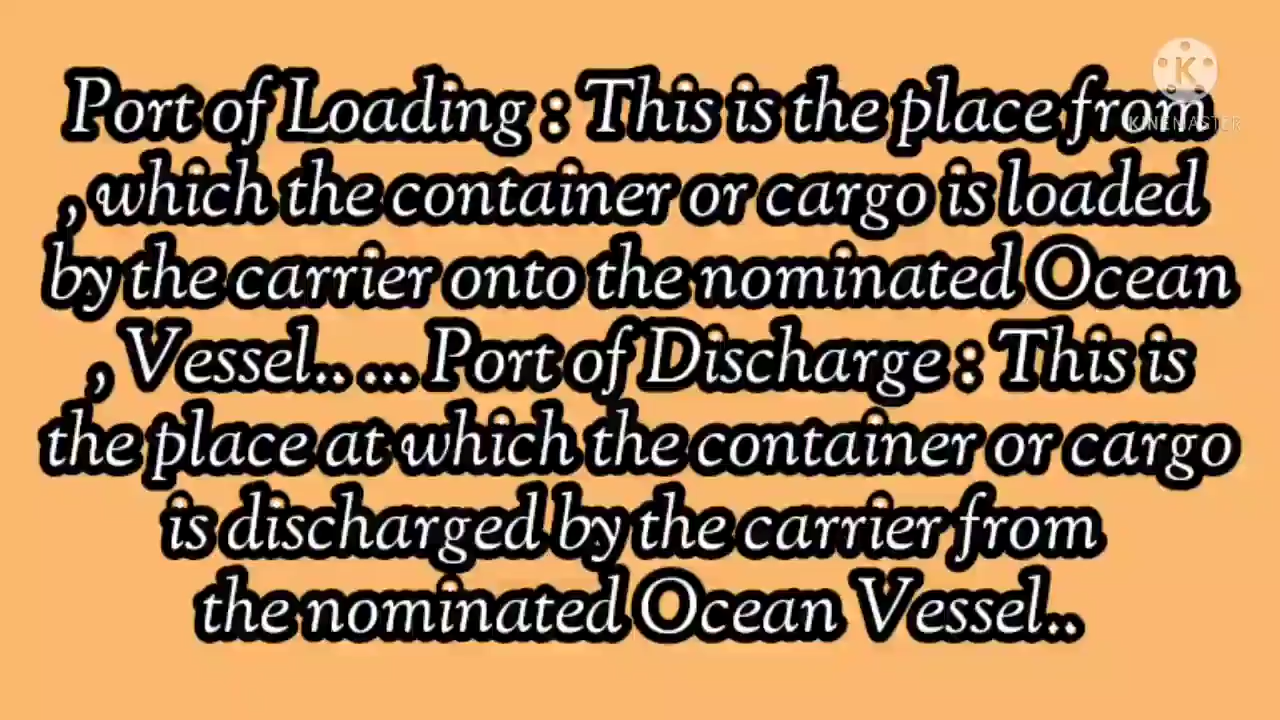 Port of Loading : This is the place from
, which the container or cargo is loaded
by the carrier onto the nominated Ocean
, Vessel.. ... Port of Discharge : This is
the place at which the container or cargo
is discharged by the carrier from
the nominated Ocean Vessel..
K
KINEMASTER